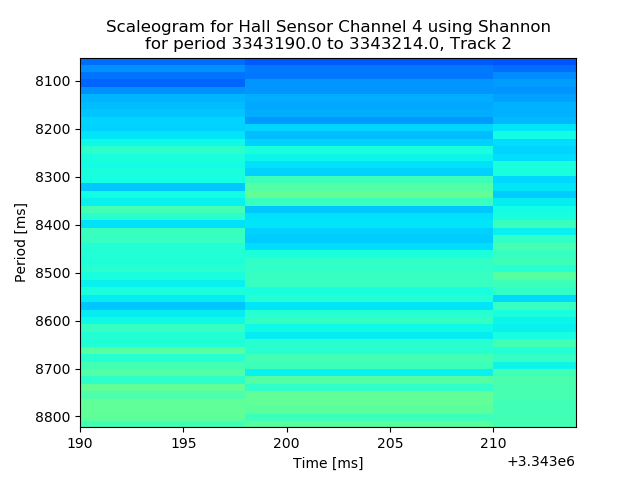 Scaleogram for Hall Sensor Channel 4 using Shannon
for period 3343190.0 to 3343214.0, Track 2
Period [ms]
8100
8200
8300
8400
8500
8600
8700
8800
190 195 200 205 210
Time [ms]
+3.343e6